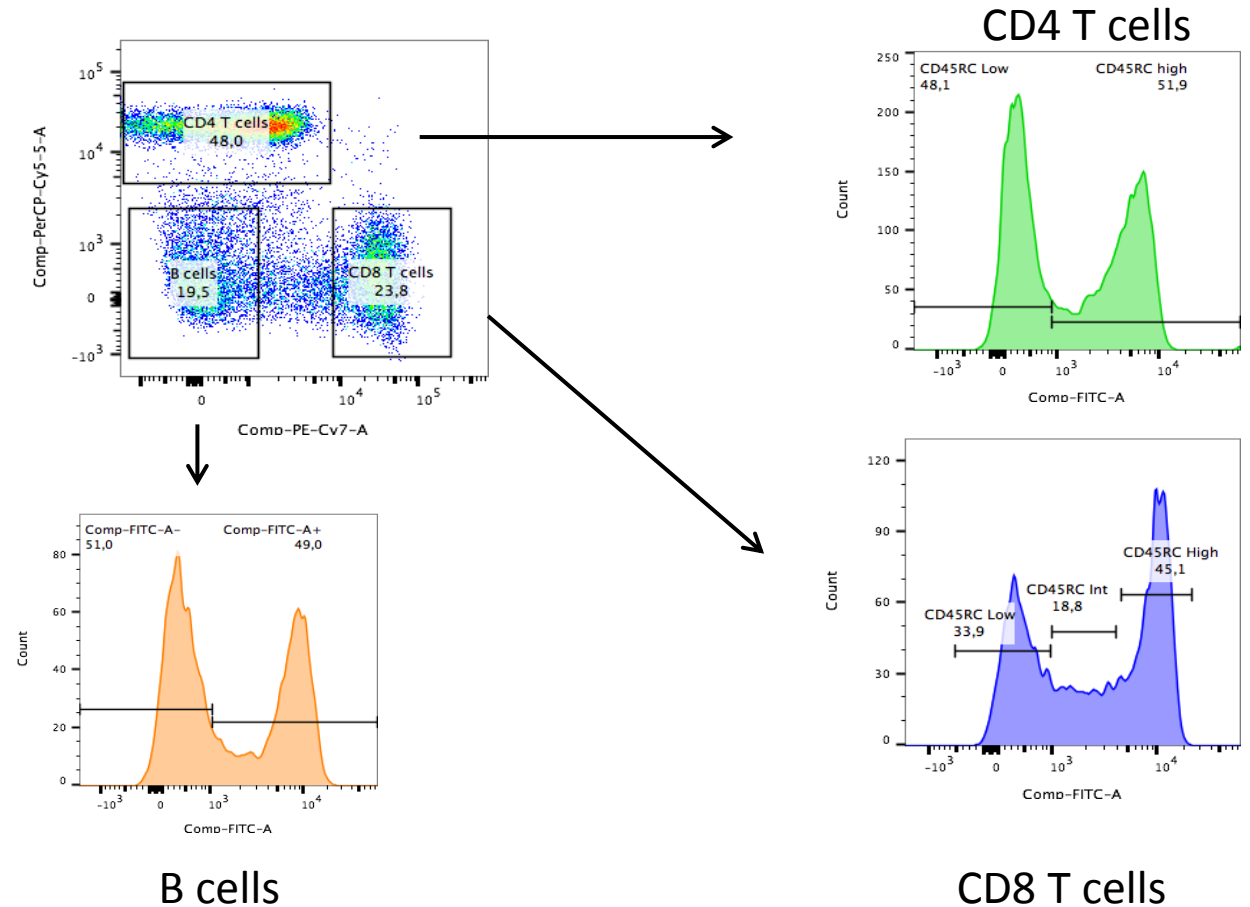 CD4 T cells
10⁵
10⁴
10³
0
-10³
Comp-PerCP-Cy5-5-A
CD4 T cells
48,0
B cells
19,5
CD8 T cells
23,8
0
10⁴
10⁵
Comp-PE-Cy7-A
250
200
150
100
50
0
Count
CD45RC Low
48,1
CD45RC high
51,9
-10³
0
10³
10⁴
Comp-FITC-A
80
60
40
20
0
Count
Comp-FITC-A-
51,0
Comp-FITC-A+
49,0
-10³
0
10³
10⁴
Comp-FITC-A
120
90
60
30
0
Count
CD45RC Low
33,9
CD45RC Int
18,8
CD45RC High
45,1
-10³
0
10³
10⁴
Comp-FITC-A
B cells
CD8 T cells